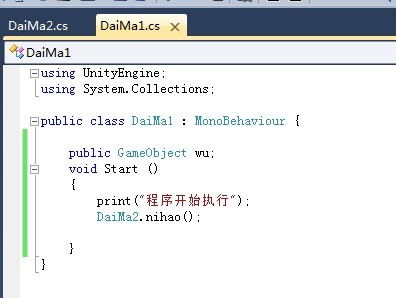 DaiMa2.cs DaiMa1.cs
DaiMa1
using UnityEngine;
using System.Collections;
public class DaiMa1 : MonoBehaviour {
public GameObject wu;
void Start ()
{
print("程序开始执行");
DaiMa2.nihao();
}
}